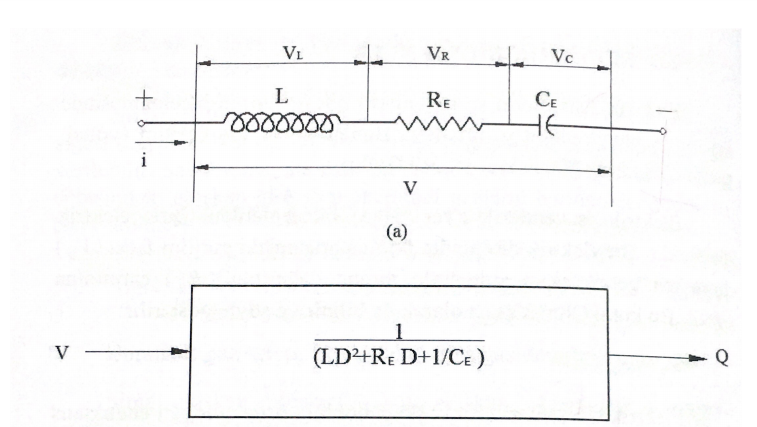 V_L V_R V_C
+ L R_E C_E −
i
V
(a)
V 1/(LD²+R_E D+1/C_E) Q